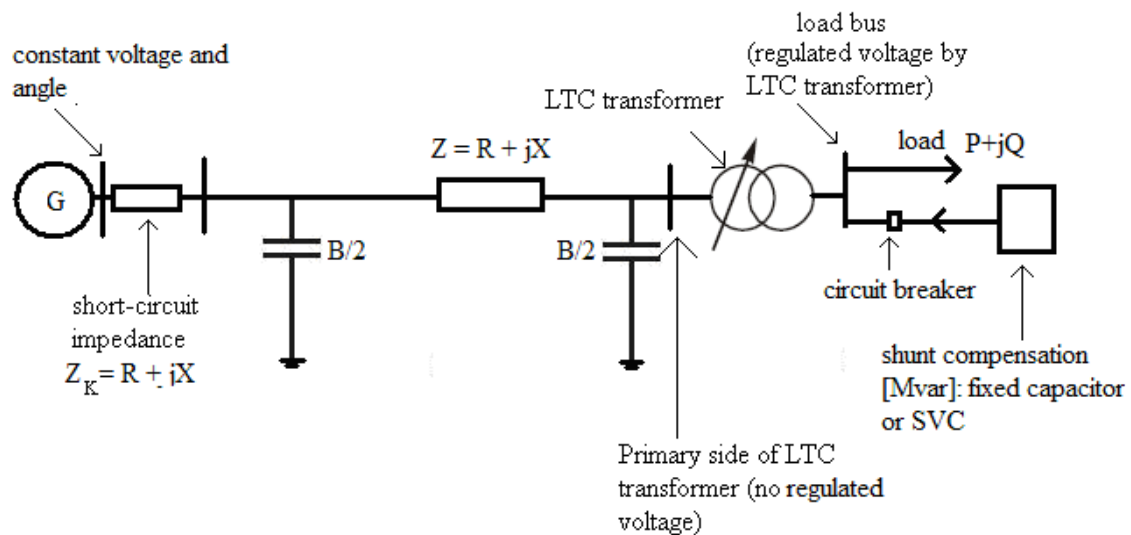 constant voltage and
angle
G
short-circuit
impedance
Z_K = R + jX
B/2
Z = R + jX
B/2
LTC transformer
Primary side of LTC
transformer (no regulated
voltage)
load bus
(regulated voltage by
LTC transformer)
load P+jQ
circuit breaker
shunt compensation
[Mvar]: fixed capacitor
or SVC